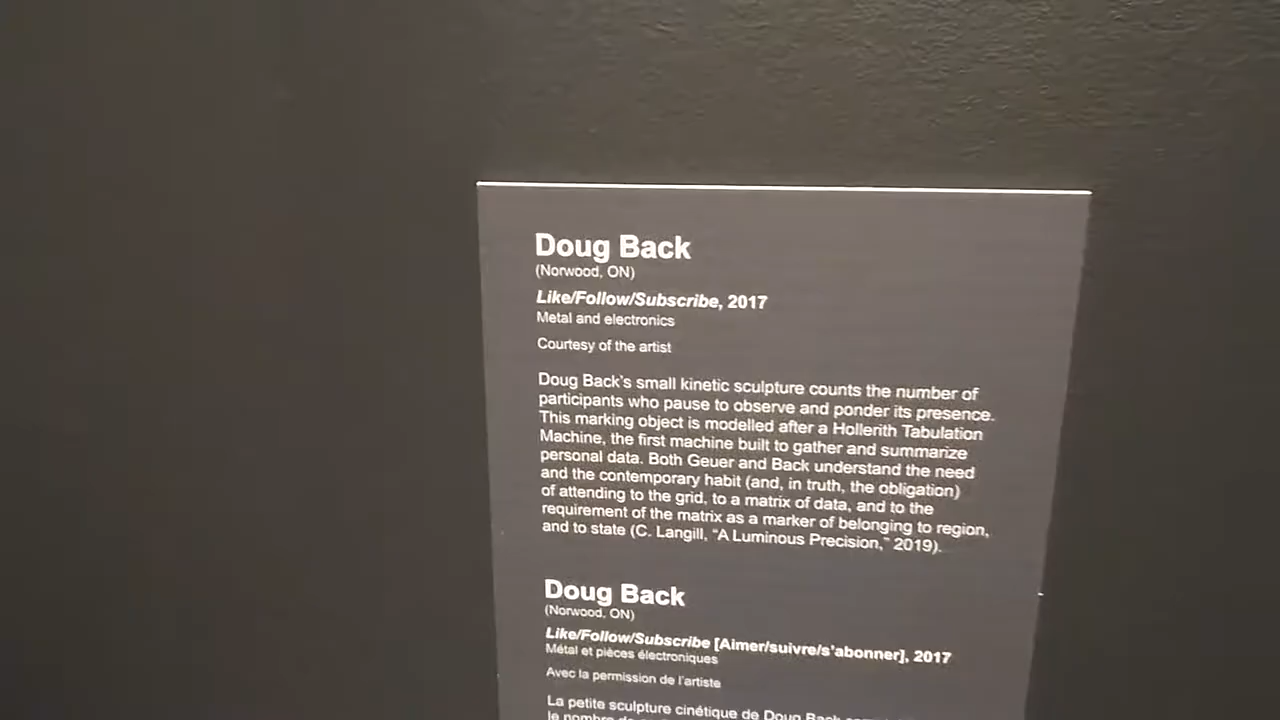 Doug Back
(Norwood, ON)
Like/Follow/Subscribe, 2017
Metal and electronics
Courtesy of the artist
Doug Back's small kinetic sculpture counts the number of
participants who pause to observe and ponder its presence.
This marking object is modelled after a Hollerith Tabulation
Machine, the first machine built to gather and summarize
personal data. Both Geuer and Back understand the need
and the contemporary habit (and, in truth, the obligation)
of attending to the grid, to a matrix of data, and to the
requirement of the matrix as a marker of belonging to region,
and to state (C. Langill, “A Luminous Precision,” 2019).
Doug Back
(Norwood, ON)
Like/Follow/Subscribe [Aimer/suivre/s'abonner], 2017
Métal et pièces électroniques
Avec la permission de l'artiste
La petite sculpture cinétique de Doug Back
le nombre de